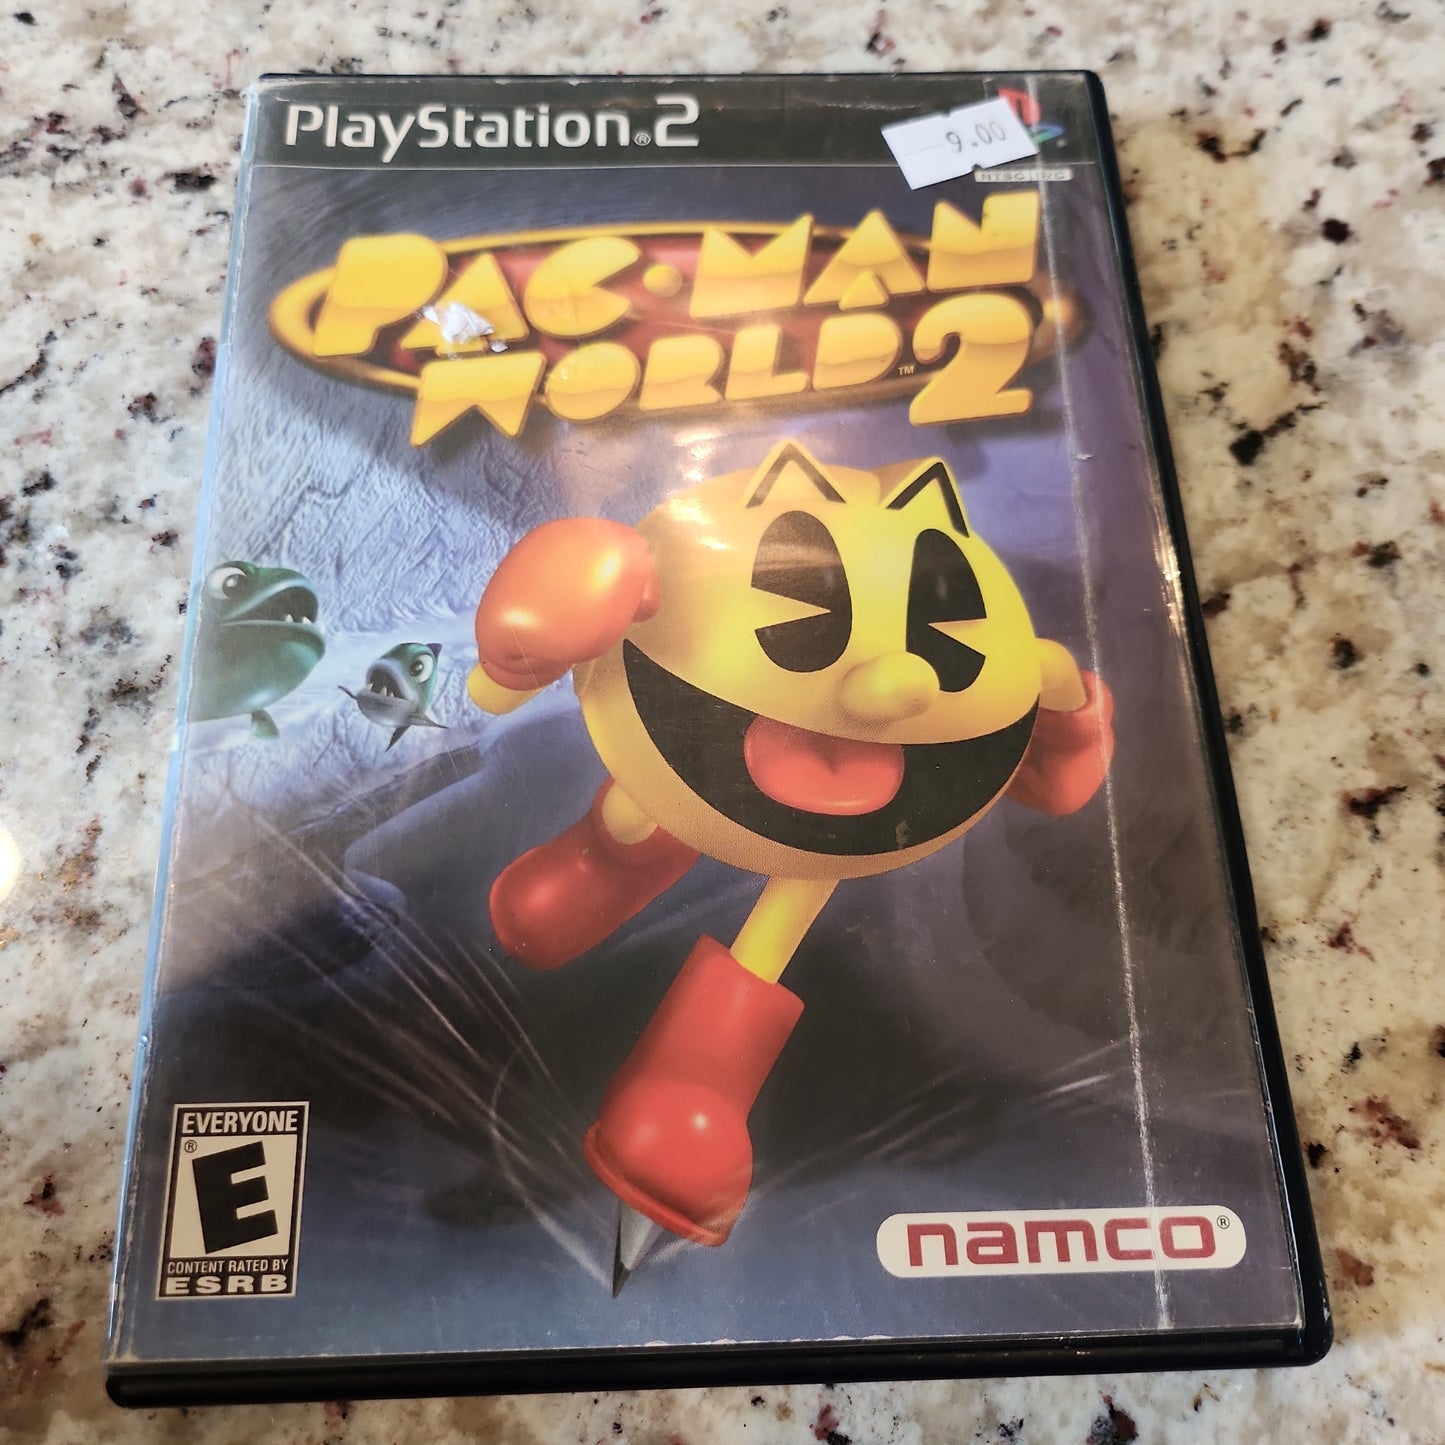 PlayStation®2
9.00
NTSC U/C
PAC-MAN
WORLD™ 2
EVERYONE
E®
CONTENT RATED BY
ESRB
namco®